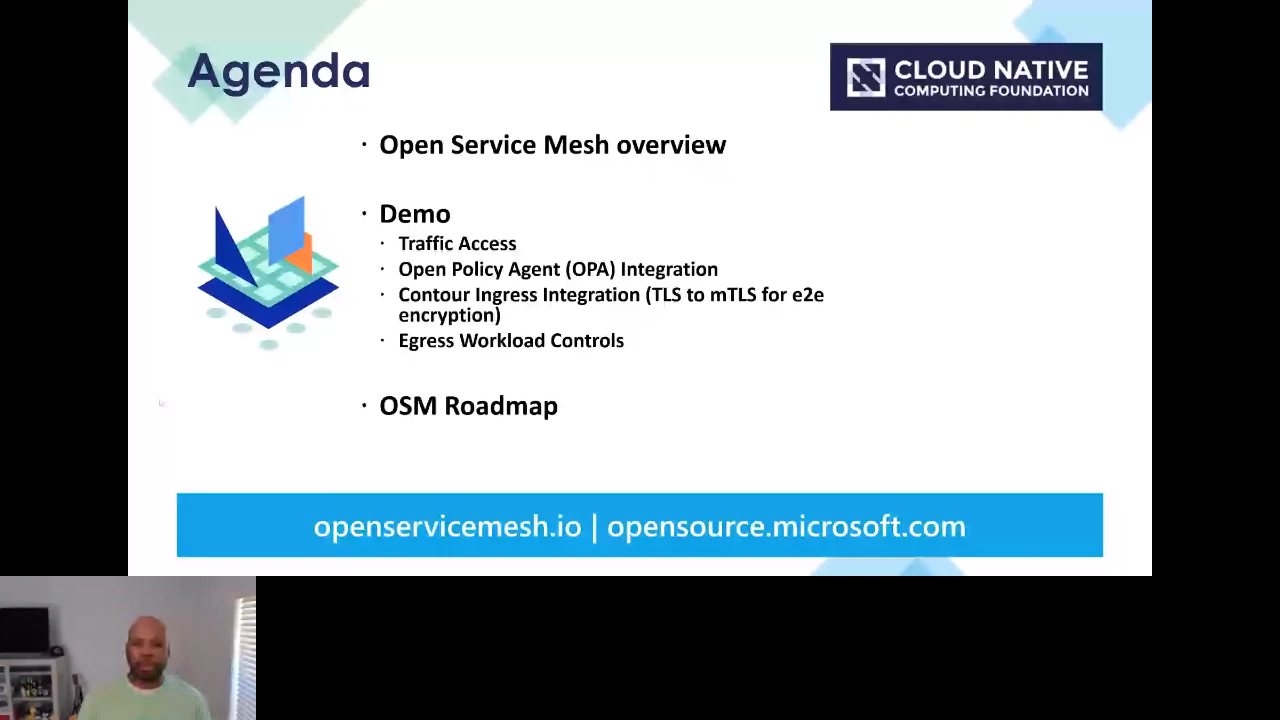 Agenda
CLOUD NATIVE
COMPUTING FOUNDATION
· Open Service Mesh overview
· Demo
· Traffic Access
· Open Policy Agent (OPA) Integration
· Contour Ingress Integration (TLS to mTLS for e2e
encryption)
· Egress Workload Controls
· OSM Roadmap
openservicemesh.io | opensource.microsoft.com